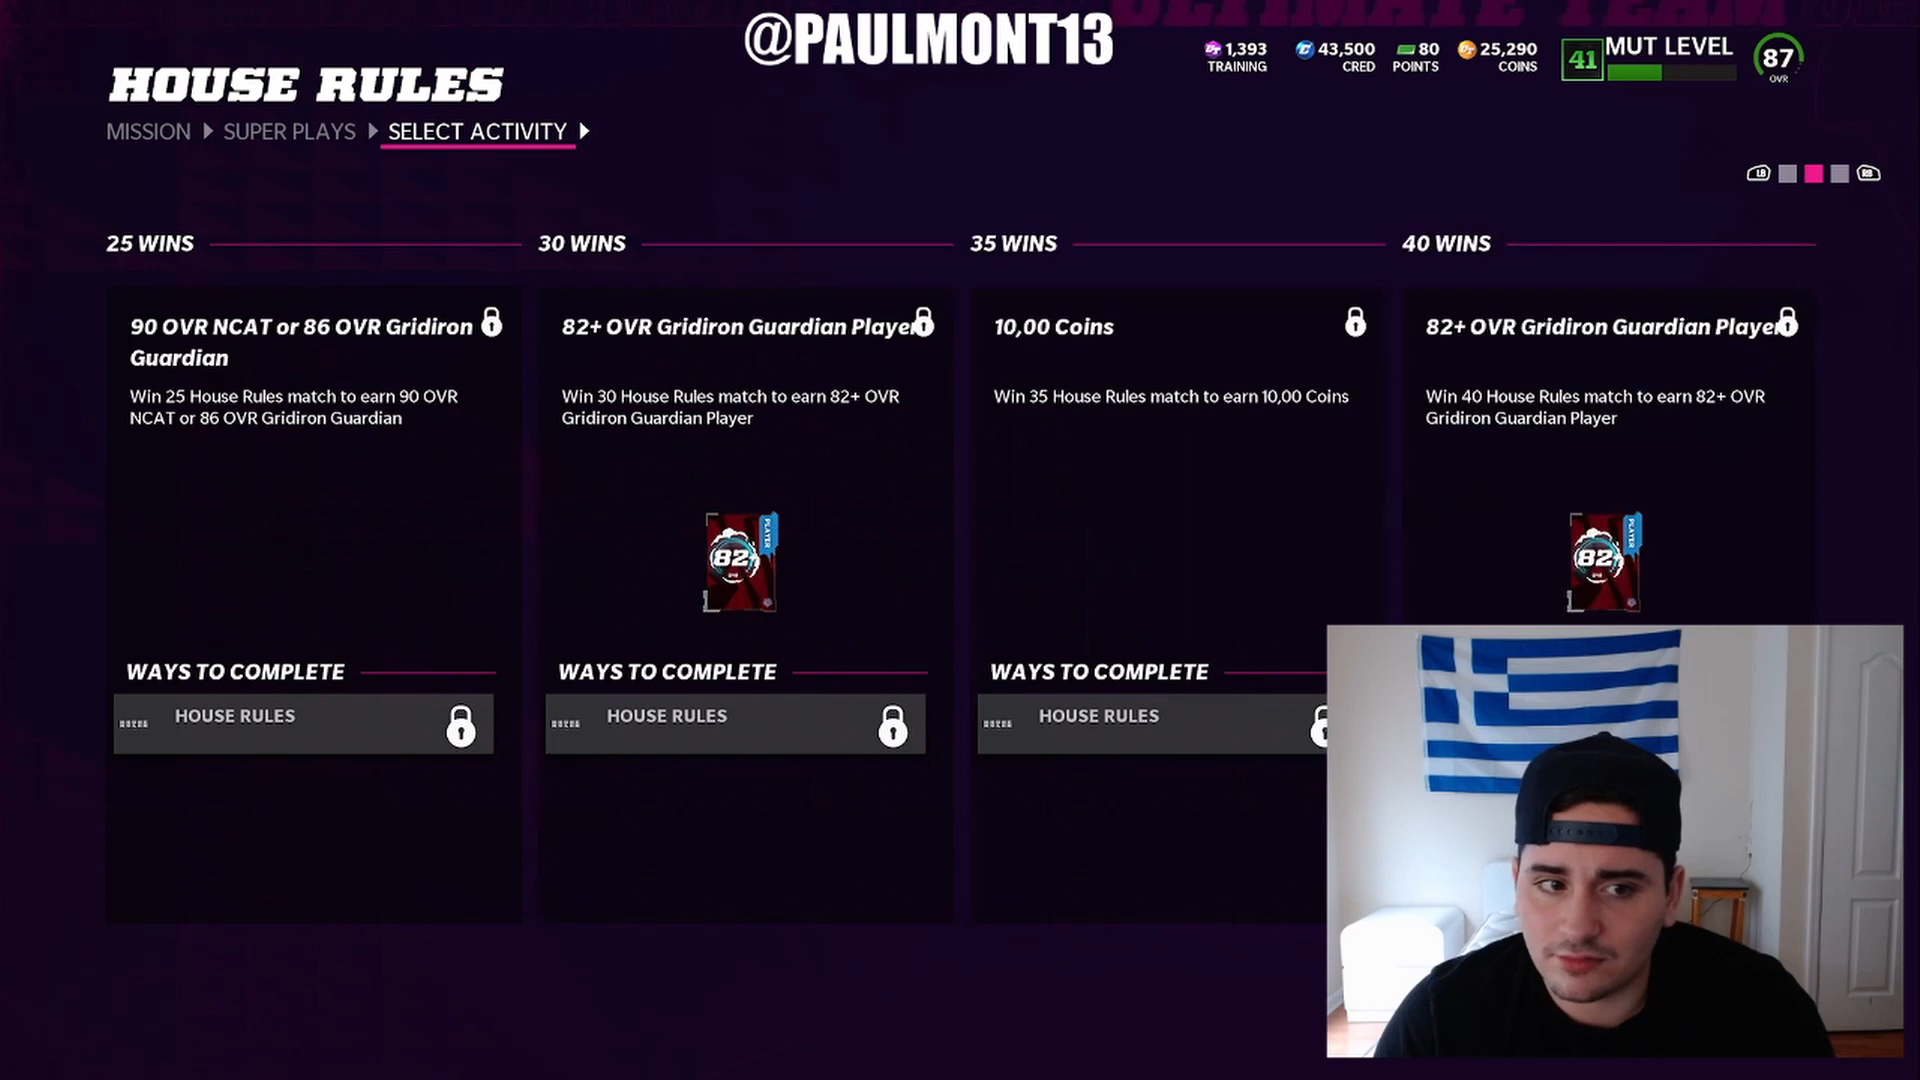 ULTIMATE TEAM
@PAULMONT13
HOUSE RULES
MISSION SUPER PLAYS SELECT ACTIVITY
1,393 TRAINING
43,500 CRED
80 POINTS
25,290 COINS
41 MUT LEVEL
87 OVR
LB RB
25 WINS
90 OVR NCAT or 86 OVR Gridiron
Guardian
Win 25 House Rules match to earn 90 OVR
NCAT or 86 OVR Gridiron Guardian
WAYS TO COMPLETE
HOUSE RULES
30 WINS
82+ OVR Gridiron Guardian Player
Win 30 House Rules match to earn 82+ OVR
Gridiron Guardian Player
PLAYER
82
WAYS TO COMPLETE
HOUSE RULES
35 WINS
10,00 Coins
Win 35 House Rules match to earn 10,00 Coins
WAYS TO COMPLETE
HOUSE RULES
40 WINS
82+ OVR Gridiron Guardian Player
Win 40 House Rules match to earn 82+ OVR
Gridiron Guardian Player
PLAYER
82